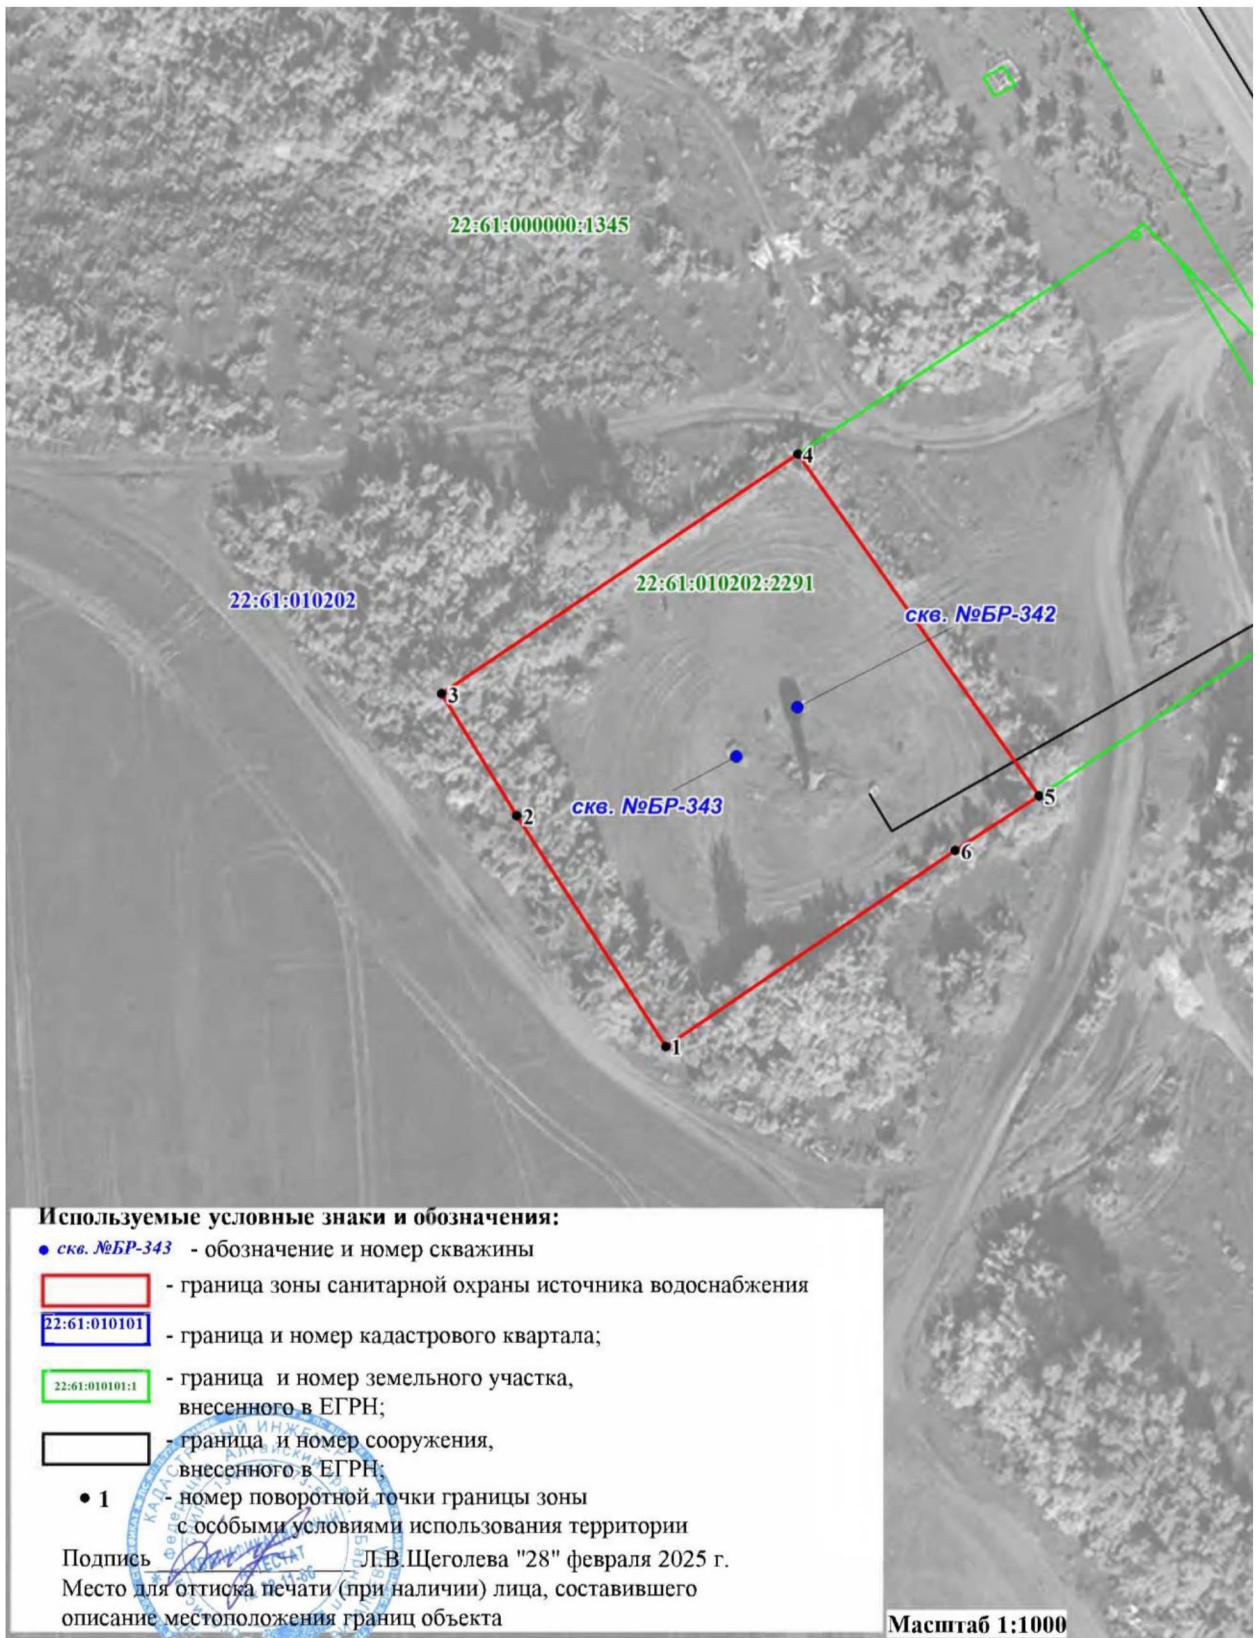 22:61:000000:1345
4
22:61:010202:2291
22:61:010202
скв. №БР-342
3
скв. №БР-343
5
2
6
1
Используемые условные знаки и обозначения:
скв. №БР-343 - обозначение и номер скважины
- граница зоны санитарной охраны источника водоснабжения
22:61:010101
- граница и номер кадастрового квартала;
22:61:010101:1
- граница и номер земельного участка,
внесенного в ЕГРН;
- граница и номер сооружения,
внесенного в ЕГРН;
• 1 - номер поворотной точки границы зоны
с особыми условиями использования территории
Подпись Л.В.Щеголева "28" февраля 2025 г.
Место для оттиска печати (при наличии) лица, составившего
описание местоположения границ объекта
Масштаб 1:1000
КАДАСТРОВЫЙ ИНЖЕНЕР
КВАЛИФИКАЦИОННЫЙ
АТТЕСТАТ